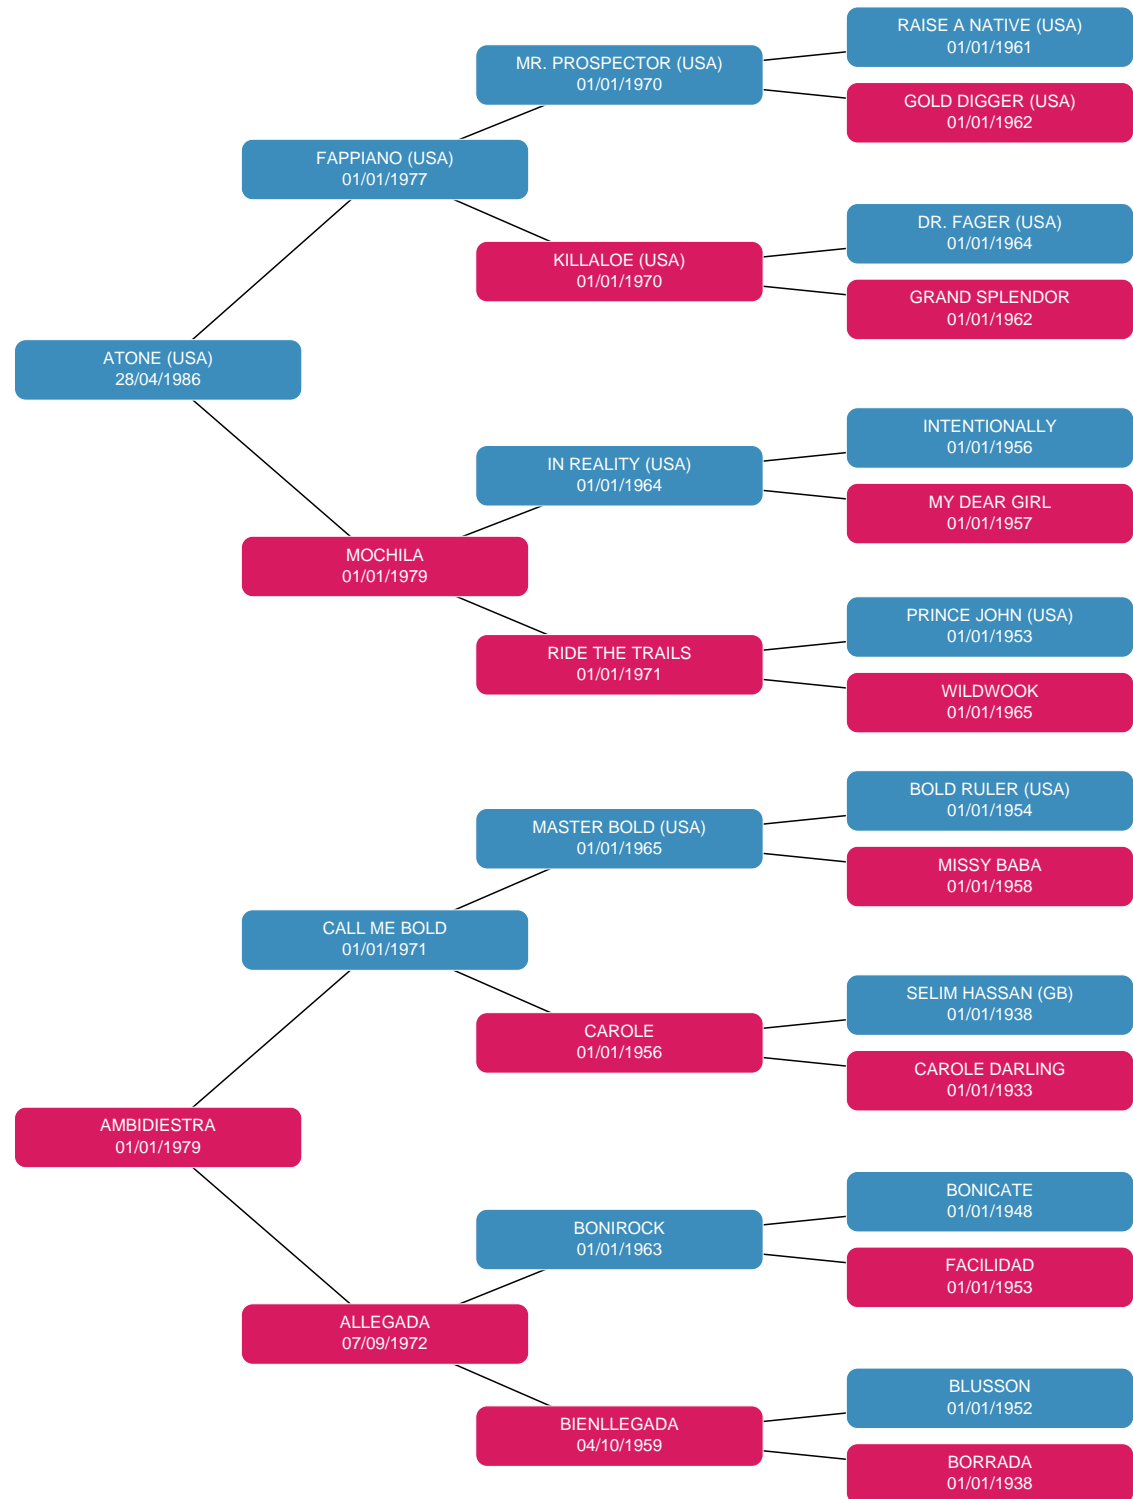 RAISE A NATIVE (USA)
01/01/1961
MR. PROSPECTOR (USA)
01/01/1970
GOLD DIGGER (USA)
01/01/1962
FAPPIANO (USA)
01/01/1977
DR. FAGER (USA)
01/01/1964
KILLALOE (USA)
01/01/1970
GRAND SPLENDOR
01/01/1962
ATONE (USA)
28/04/1986
INTENTIONALLY
01/01/1956
IN REALITY (USA)
01/01/1964
MY DEAR GIRL
01/01/1957
MOCHILA
01/01/1979
PRINCE JOHN (USA)
01/01/1953
RIDE THE TRAILS
01/01/1971
WILDWOOK
01/01/1965
BOLD RULER (USA)
01/01/1954
MASTER BOLD (USA)
01/01/1965
MISSY BABA
01/01/1958
CALL ME BOLD
01/01/1971
SELIM HASSAN (GB)
01/01/1938
CAROLE
01/01/1956
CAROLE DARLING
01/01/1933
AMBIDIESTRA
01/01/1979
BONICATE
01/01/1948
BONIROCK
01/01/1963
FACILIDAD
01/01/1953
ALLEGADA
07/09/1972
BLUSSON
01/01/1952
BIENLLEGADA
04/10/1959
BORRADA
01/01/1938